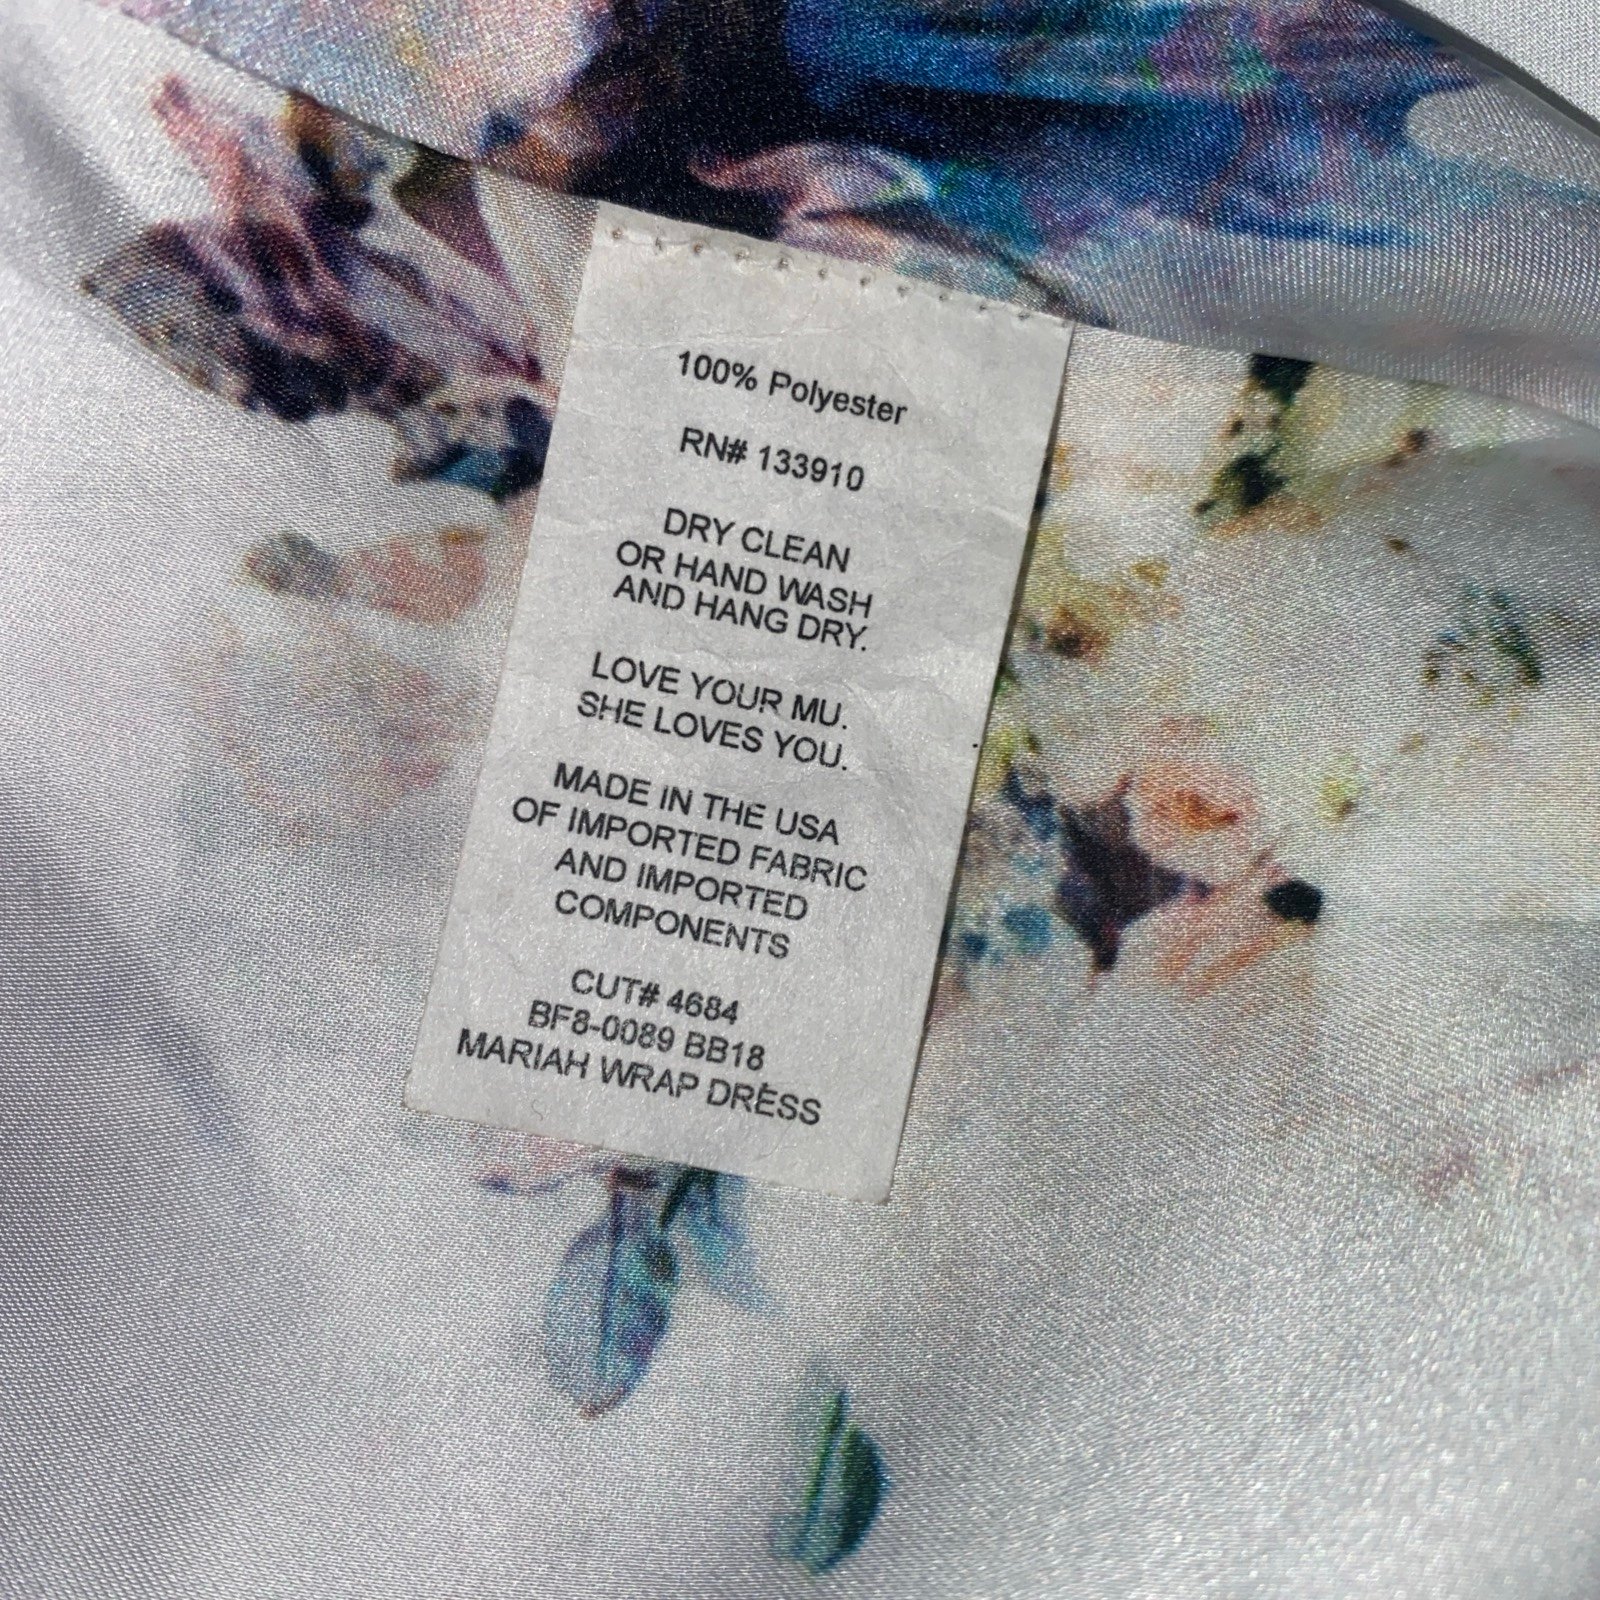 100% Polyester
RN# 133910
DRY CLEAN
OR HAND WASH
AND HANG DRY.
LOVE YOUR MU.
SHE LOVES YOU.
MADE IN THE USA
OF IMPORTED FABRIC
AND IMPORTED
COMPONENTS
CUT# 4684
BF8-0089 BB18
MARIAH WRAP DRESS